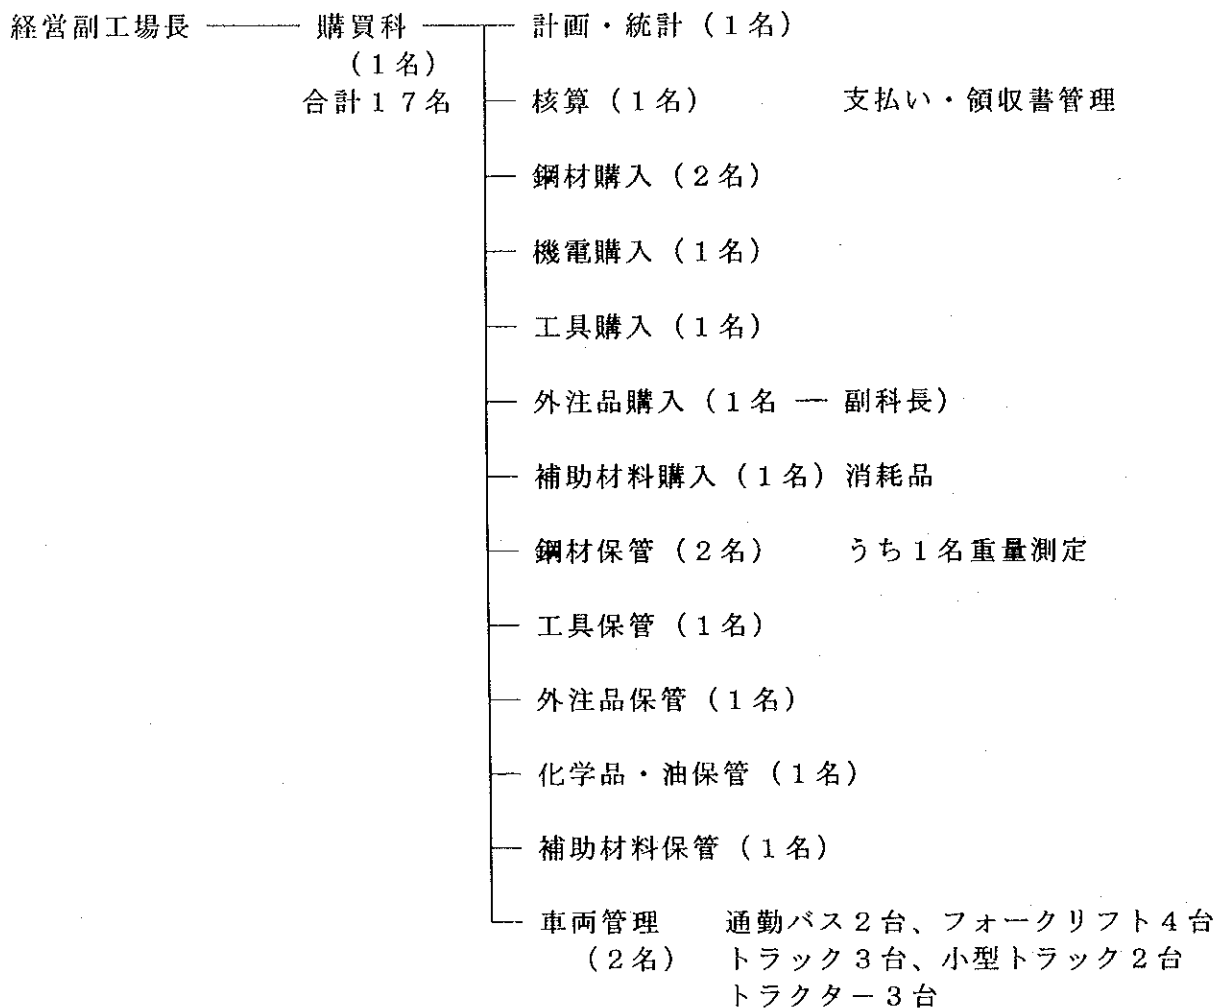 経営副工場長 購買科 計画・統計(1名)
(1名)
合計17名 核算(1名) 支払い・領収書管理
鋼材購入(2名)
機電購入(1名)
工具購入(1名)
外注品購入(1名 — 副科長)
補助材料購入(1名)消耗品
鋼材保管(2名) うち1名重量測定
工具保管(1名)
外注品保管(1名)
化学品・油保管(1名)
補助材料保管(1名)
車両管理 通勤バス2台、フォークリフト4台
(2名) トラック3台、小型トラック2台
トラクター3台